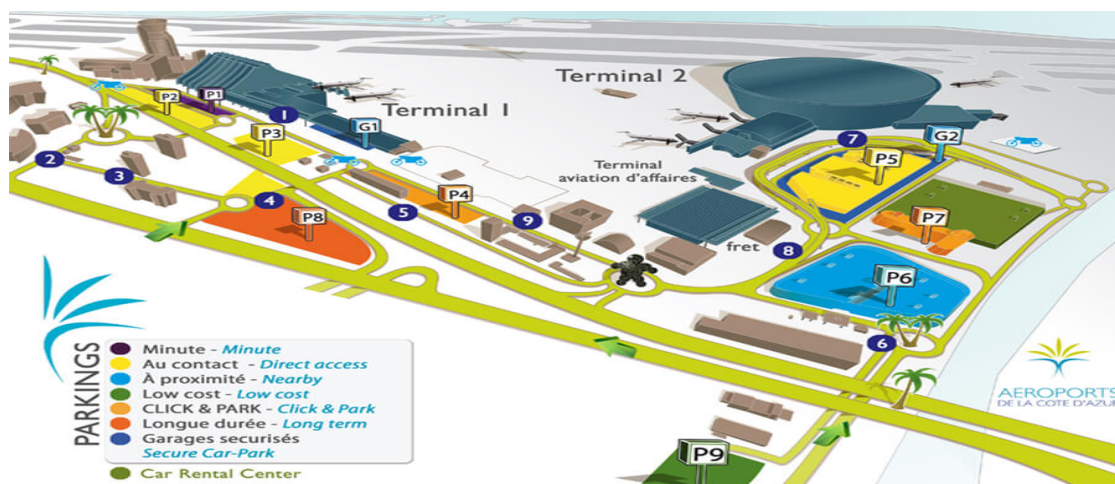 Terminal 2
Terminal 1
P2
P1
1
G1
P3
2
3
4
5
P4
9
P8
Terminal
aviation d'affaires
fret
7
G2
P5
P7
8
P6
6
P9
PARKINGS
Minute - Minute
Au contact - Direct access
À proximité - Nearby
Low cost - Low cost
CLICK & PARK - Click & Park
Longue durée - Long term
Garages securisés
Secure Car-Park
Car Rental Center
AEROPORTS
DE LA COTE D'AZUR